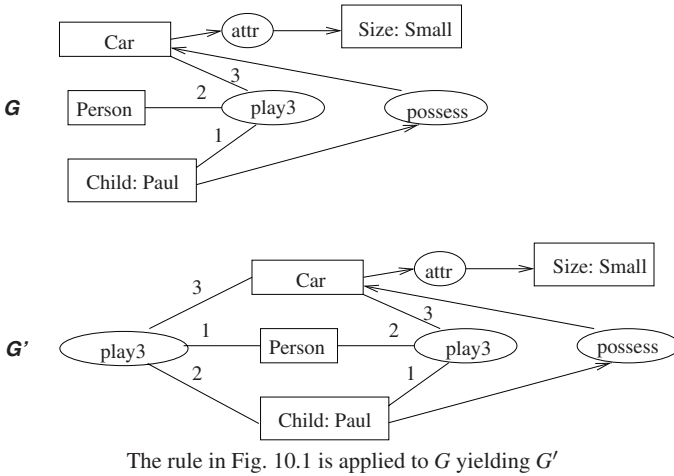 Car
attr
Size: Small
3
G
Person
2
play3
possess
1
Child: Paul
Car
attr
Size: Small
3
3
G'
play3
1
Person
2
play3
possess
2
1
Child: Paul
The rule in Fig. 10.1 is applied to G yielding G′